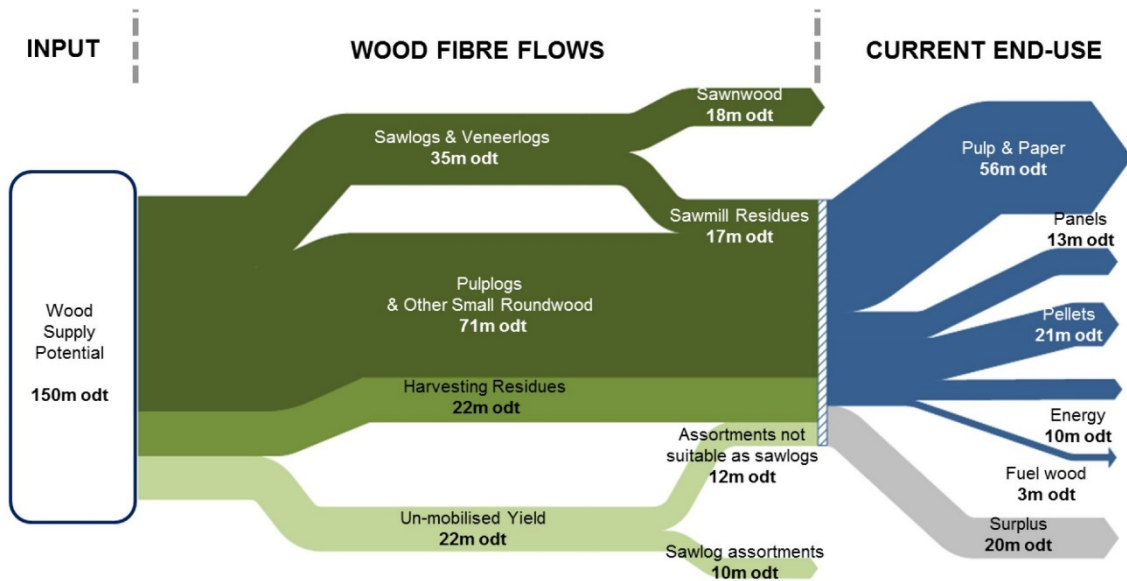 INPUT
WOOD FIBRE FLOWS
CURRENT END-USE
Wood
Supply
Potential
150m odt
Sawlogs & Veneerlogs
35m odt
Sawnwood
18m odt
Sawmill Residues
17m odt
Pulplogs
& Other Small Roundwood
71m odt
Harvesting Residues
22m odt
Assortments not
suitable as sawlogs
12m odt
Un-mobilised Yield
22m odt
Sawlog assortments
10m odt
Pulp & Paper
56m odt
Panels
13m odt
Pellets
21m odt
Energy
10m odt
Fuel wood
3m odt
Surplus
20m odt